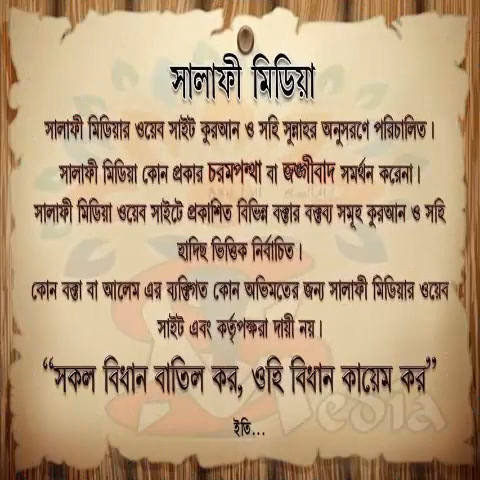 সালাফী মিডিয়া
সালাফী মিডিয়ার ওয়েব সাইট কুরআন ও সহি সুন্নাহর অনুসরণে পরিচালিত।
সালাফী মিডিয়া কোন প্রকার চরমপন্থা বা জঙ্গীবাদ সমর্থন করেনা।
সালাফী মিডিয়া ওয়েব সাইটে প্রকাশিত বিভিন্ন বক্তার বক্তব্য সমূহ কুরআন ও সহি
হাদিছ ভিত্তিক নির্বাচিত।
কোন বক্তা বা আলেম এর ব্যক্তিগত কোন অভিমতের জন্য সালাফী মিডিয়ার ওয়েব
সাইট এবং কর্তৃপক্ষরা দায়ী নয়।
“সকল বিধান বাতিল কর, ওহি বিধান কায়েম কর”
ইতি...